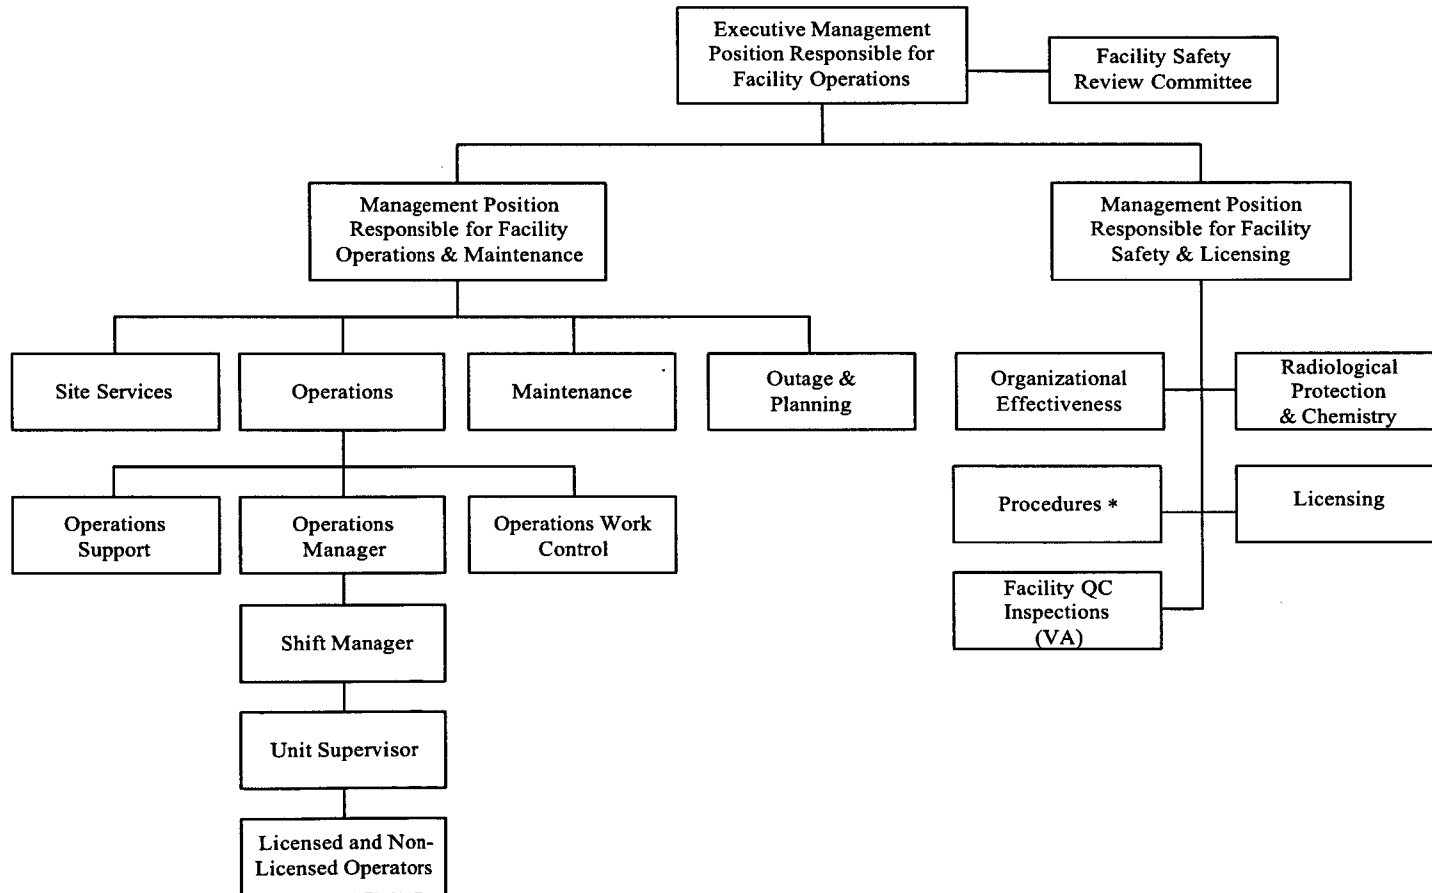 Executive Management
Position Responsible for
Facility Operations
Facility Safety
Review Committee
Management Position
Responsible for Facility
Operations & Maintenance
Management Position
Responsible for Facility
Safety & Licensing
Site Services
Operations
Maintenance
Outage &
Planning
Organizational
Effectiveness
Radiological
Protection
& Chemistry
Operations
Support
Operations
Manager
Operations Work
Control
Procedures *
Licensing
Facility QC
Inspections
(VA)
Shift Manager
Unit Supervisor
Licensed and Non-
Licensed Operators